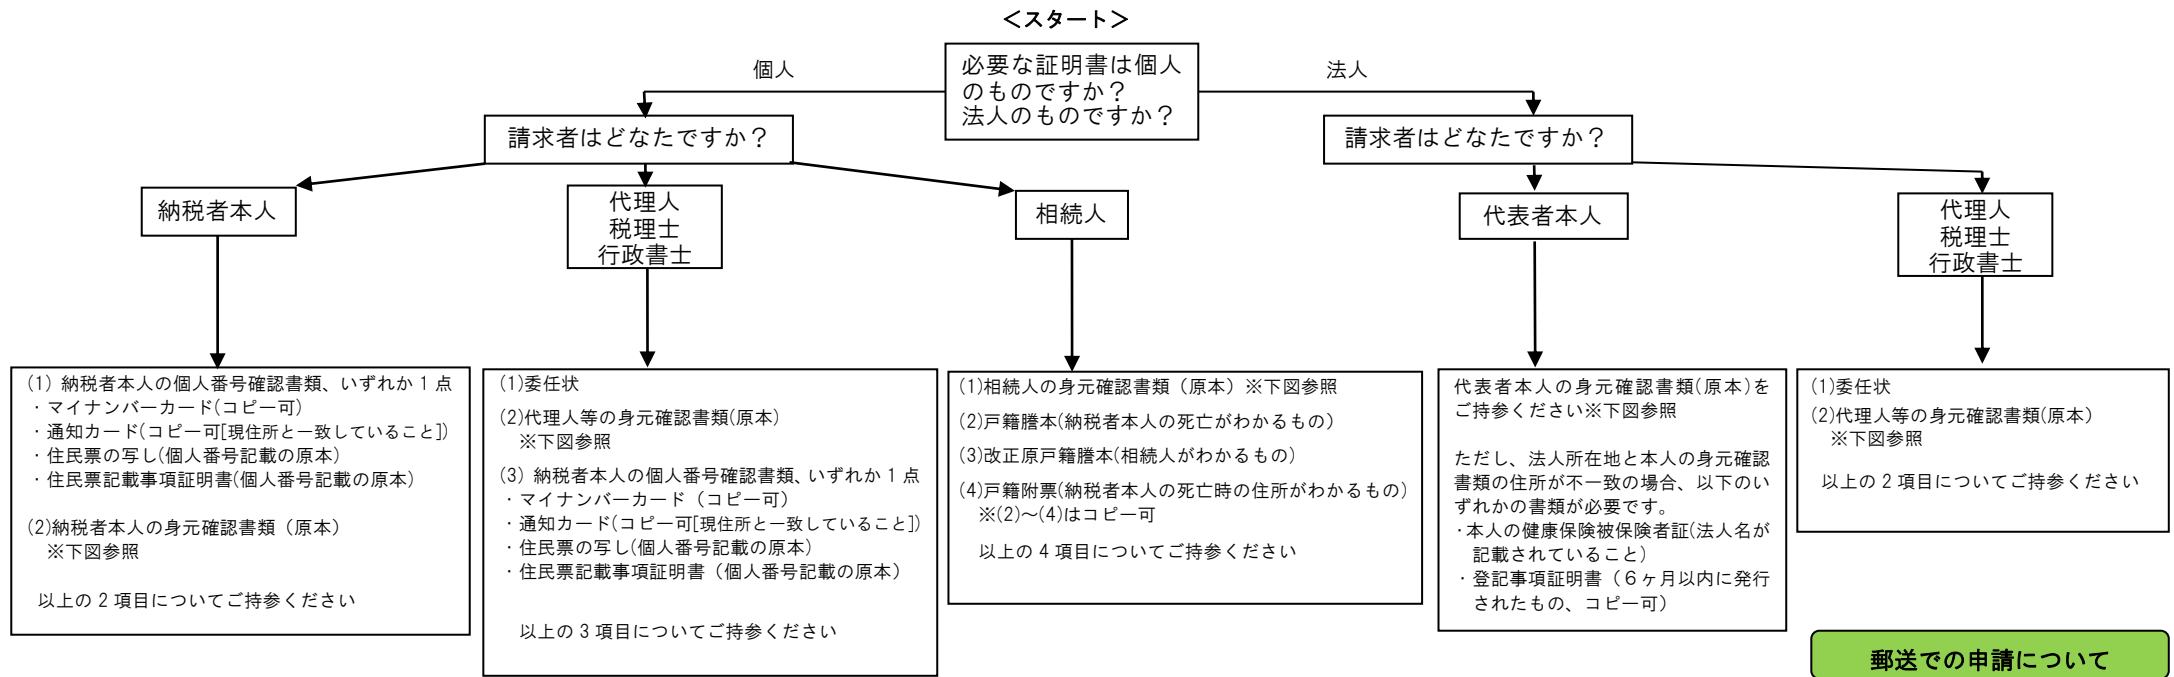 ＜スタート＞
必要な証明書は個人
のものですか？
法人のものですか？
個人
法人
請求者はどなたですか？
請求者はどなたですか？
納税者本人
代理人
税理士
行政書士
相続人
代表者本人
代理人
税理士
行政書士
(1) 納税者本人の個人番号確認書類、いずれか１点
・マイナンバーカード(コピー可)
・通知カード(コピー可[現住所と一致していること])
・住民票の写し(個人番号記載の原本)
・住民票記載事項証明書(個人番号記載の原本)
(2)納税者本人の身元確認書類（原本）
※下図参照
以上の２項目についてご持参ください
(1)委任状
(2)代理人等の身元確認書類(原本)
※下図参照
(3) 納税者本人の個人番号確認書類、いずれか１点
・マイナンバーカード（コピー可）
・通知カード(コピー可[現住所と一致していること])
・住民票の写し(個人番号記載の原本)
・住民票記載事項証明書（個人番号記載の原本）
以上の３項目についてご持参ください
(1)相続人の身元確認書類（原本）※下図参照
(2)戸籍謄本(納税者本人の死亡がわかるもの)
(3)改正原戸籍謄本(相続人がわかるもの)
(4)戸籍附票(納税者本人の死亡時の住所がわかるもの)
※(2)～(4)はコピー可
以上の４項目についてご持参ください
代表者本人の身元確認書類(原本)を
ご持参ください※下図参照
ただし、法人所在地と本人の身元確認
書類の住所が不一致の場合、以下のい
ずれかの書類が必要です。
・本人の健康保険被保険者証(法人名が
記載されていること)
・登記事項証明書（６ヶ月以内に発行
されたもの、コピー可）
(1)委任状
(2)代理人等の身元確認書類(原本)
※下図参照
以上の２項目についてご持参ください
郵送での申請について